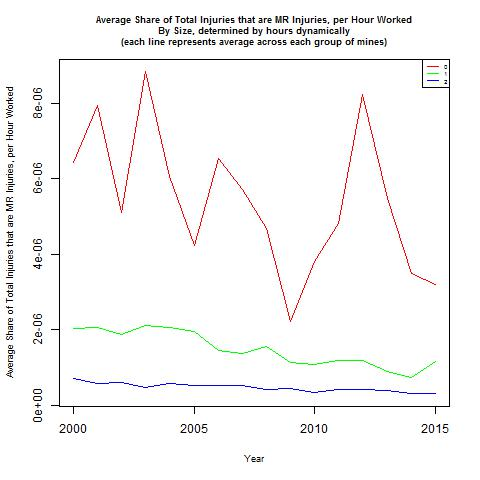 Average Share of Total Injuries that are MR Injuries, per Hour Worked
By Size, determined by hours dynamically
(each line represents average across each group of mines)
0
1
2
Average Share of Total Injuries that are MR Injuries, per Hour Worked
8e-06
6e-06
4e-06
2e-06
0e+00
2000 2005 2010 2015
Year